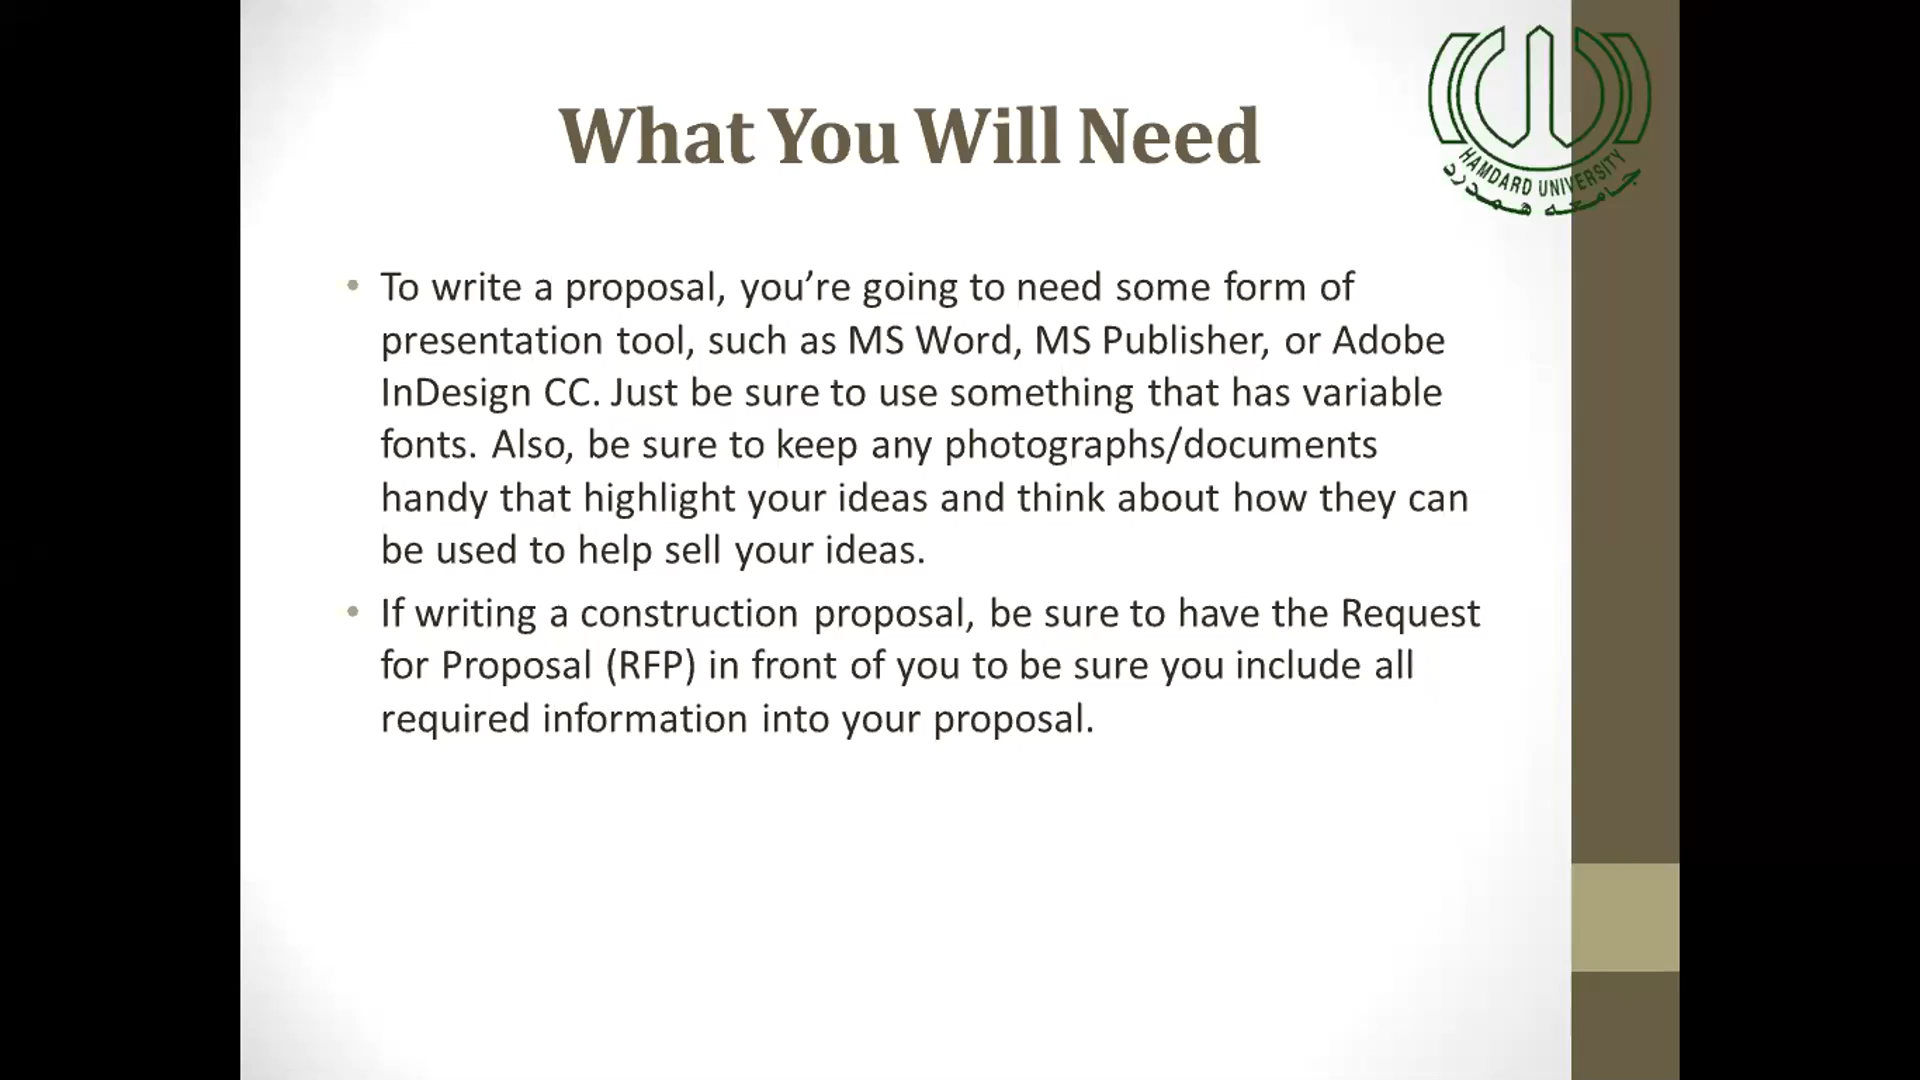 What You Will Need
HAMDARD UNIVERSITY
جامعه همدرد
• To write a proposal, you’re going to need some form of
presentation tool, such as MS Word, MS Publisher, or Adobe
InDesign CC. Just be sure to use something that has variable
fonts. Also, be sure to keep any photographs/documents
handy that highlight your ideas and think about how they can
be used to help sell your ideas.
• If writing a construction proposal, be sure to have the Request
for Proposal (RFP) in front of you to be sure you include all
required information into your proposal.